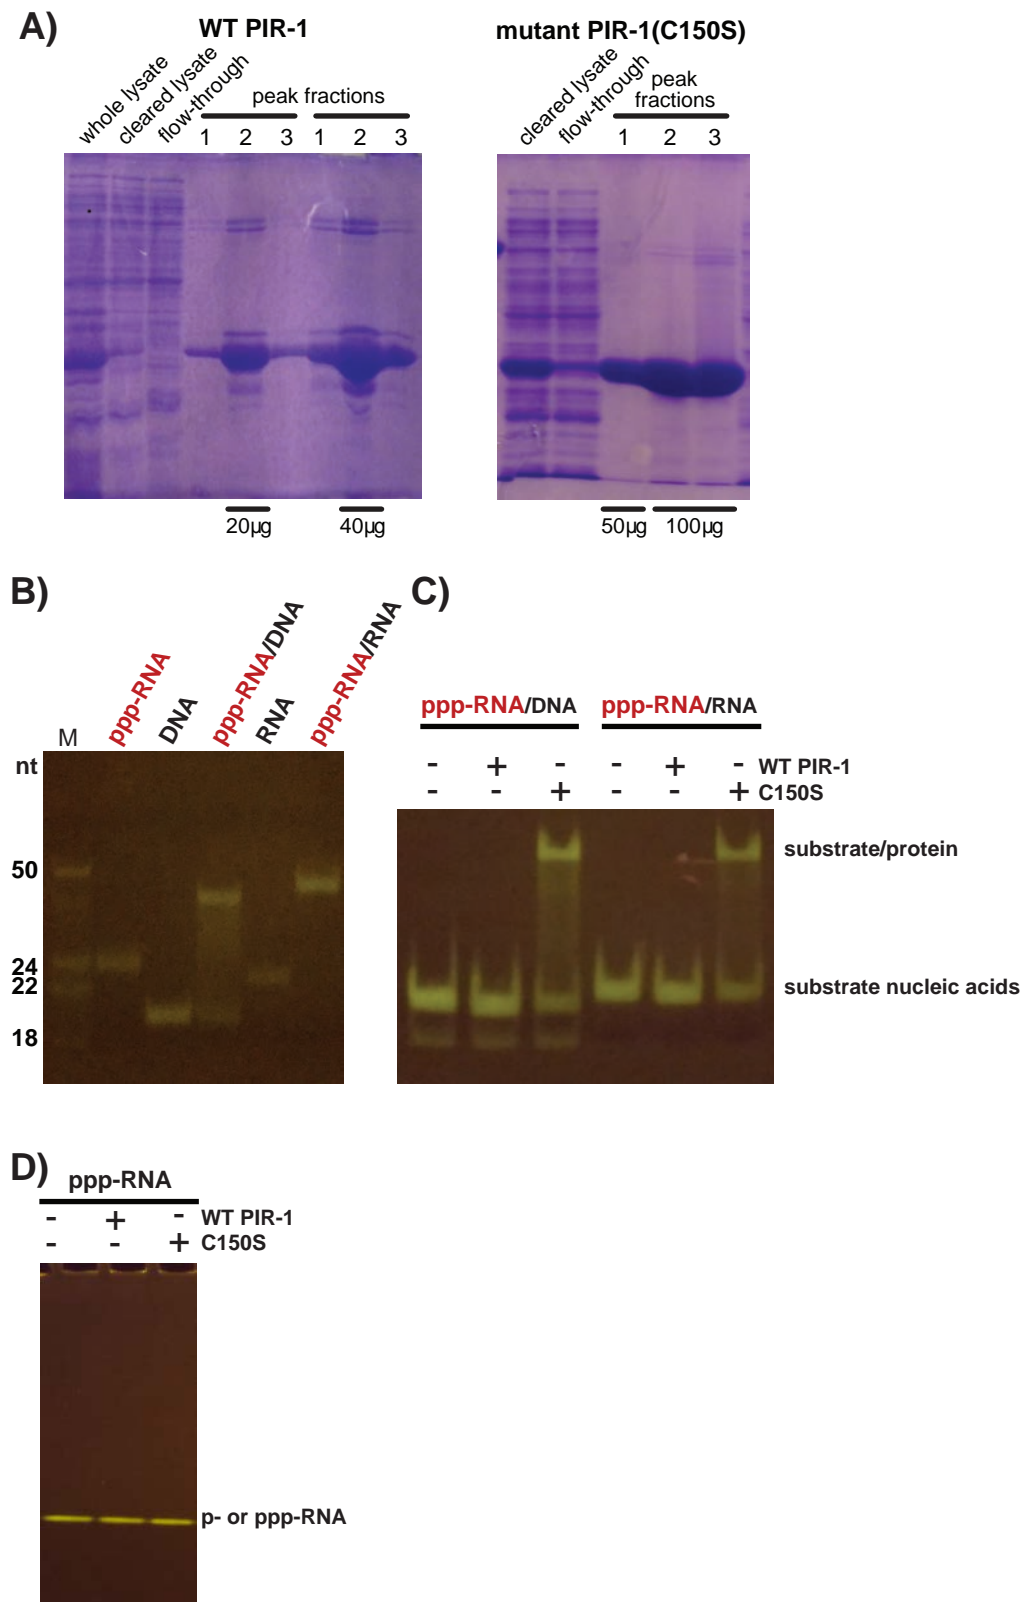 A)
WT PIR-1
mutant PIR-1(C150S)
whole lysate
cleared lysate
flow-through
peak fractions
1 2 3 1 2 3
cleared lysate
flow-through
peak
fractions
1 2 3
20µg
40µg
50µg
100µg
B)
M
ppp-RNA
DNA
ppp-RNA/DNA
RNA
ppp-RNA/RNA
nt
50
24
22
18
C)
ppp-RNA/DNA
ppp-RNA/RNA
- + - - + - WT PIR-1
- - + - - + C150S
substrate/protein
substrate nucleic acids
D)
ppp-RNA
- + - WT PIR-1
- - + C150S
p- or ppp-RNA